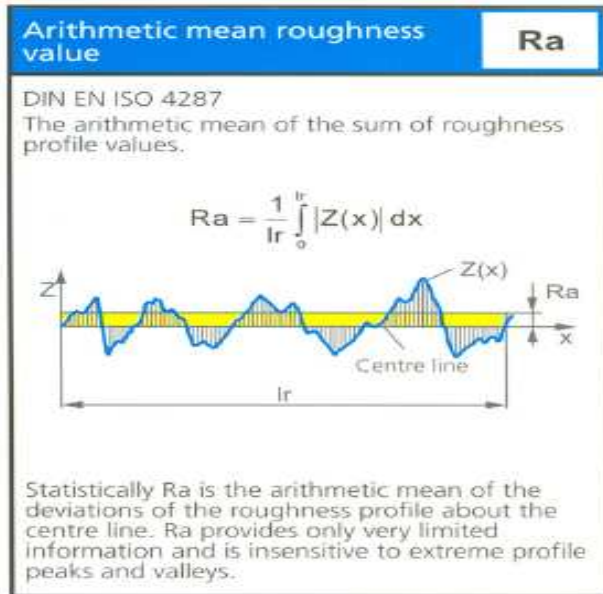 Arithmetic mean roughness
value
Ra
DIN EN ISO 4287
The arithmetic mean of the sum of roughness
profile values.
Ra = 1/lr ∫₀^lr |Z(x)| dx
Z(x)
Z
Ra
x
Centre line
lr
Statistically Ra is the arithmetic mean of the
deviations of the roughness profile about the
centre line. Ra provides only very limited
information and is insensitive to extreme profile
peaks and valleys.